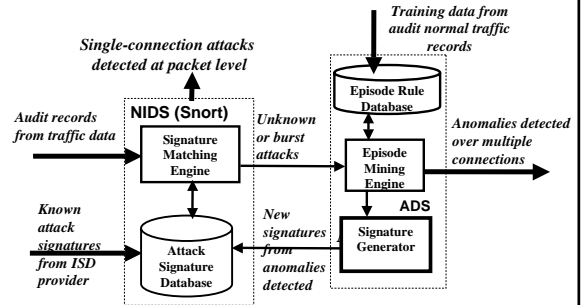 Training data from
audit normal traffic
records
Single-connection attacks
detected at packet level
Episode Rule
Database
NIDS (Snort)
Audit records
from traffic data
Signature
Matching
Engine
Unknown
or burst
attacks
Episode
Mining
Engine
Anomalies detected
over multiple
connections
ADS
Known
attack
signatures
from ISD
provider
Attack
Signature
Database
New
signatures
from
anomalies
detected
Signature
Generator